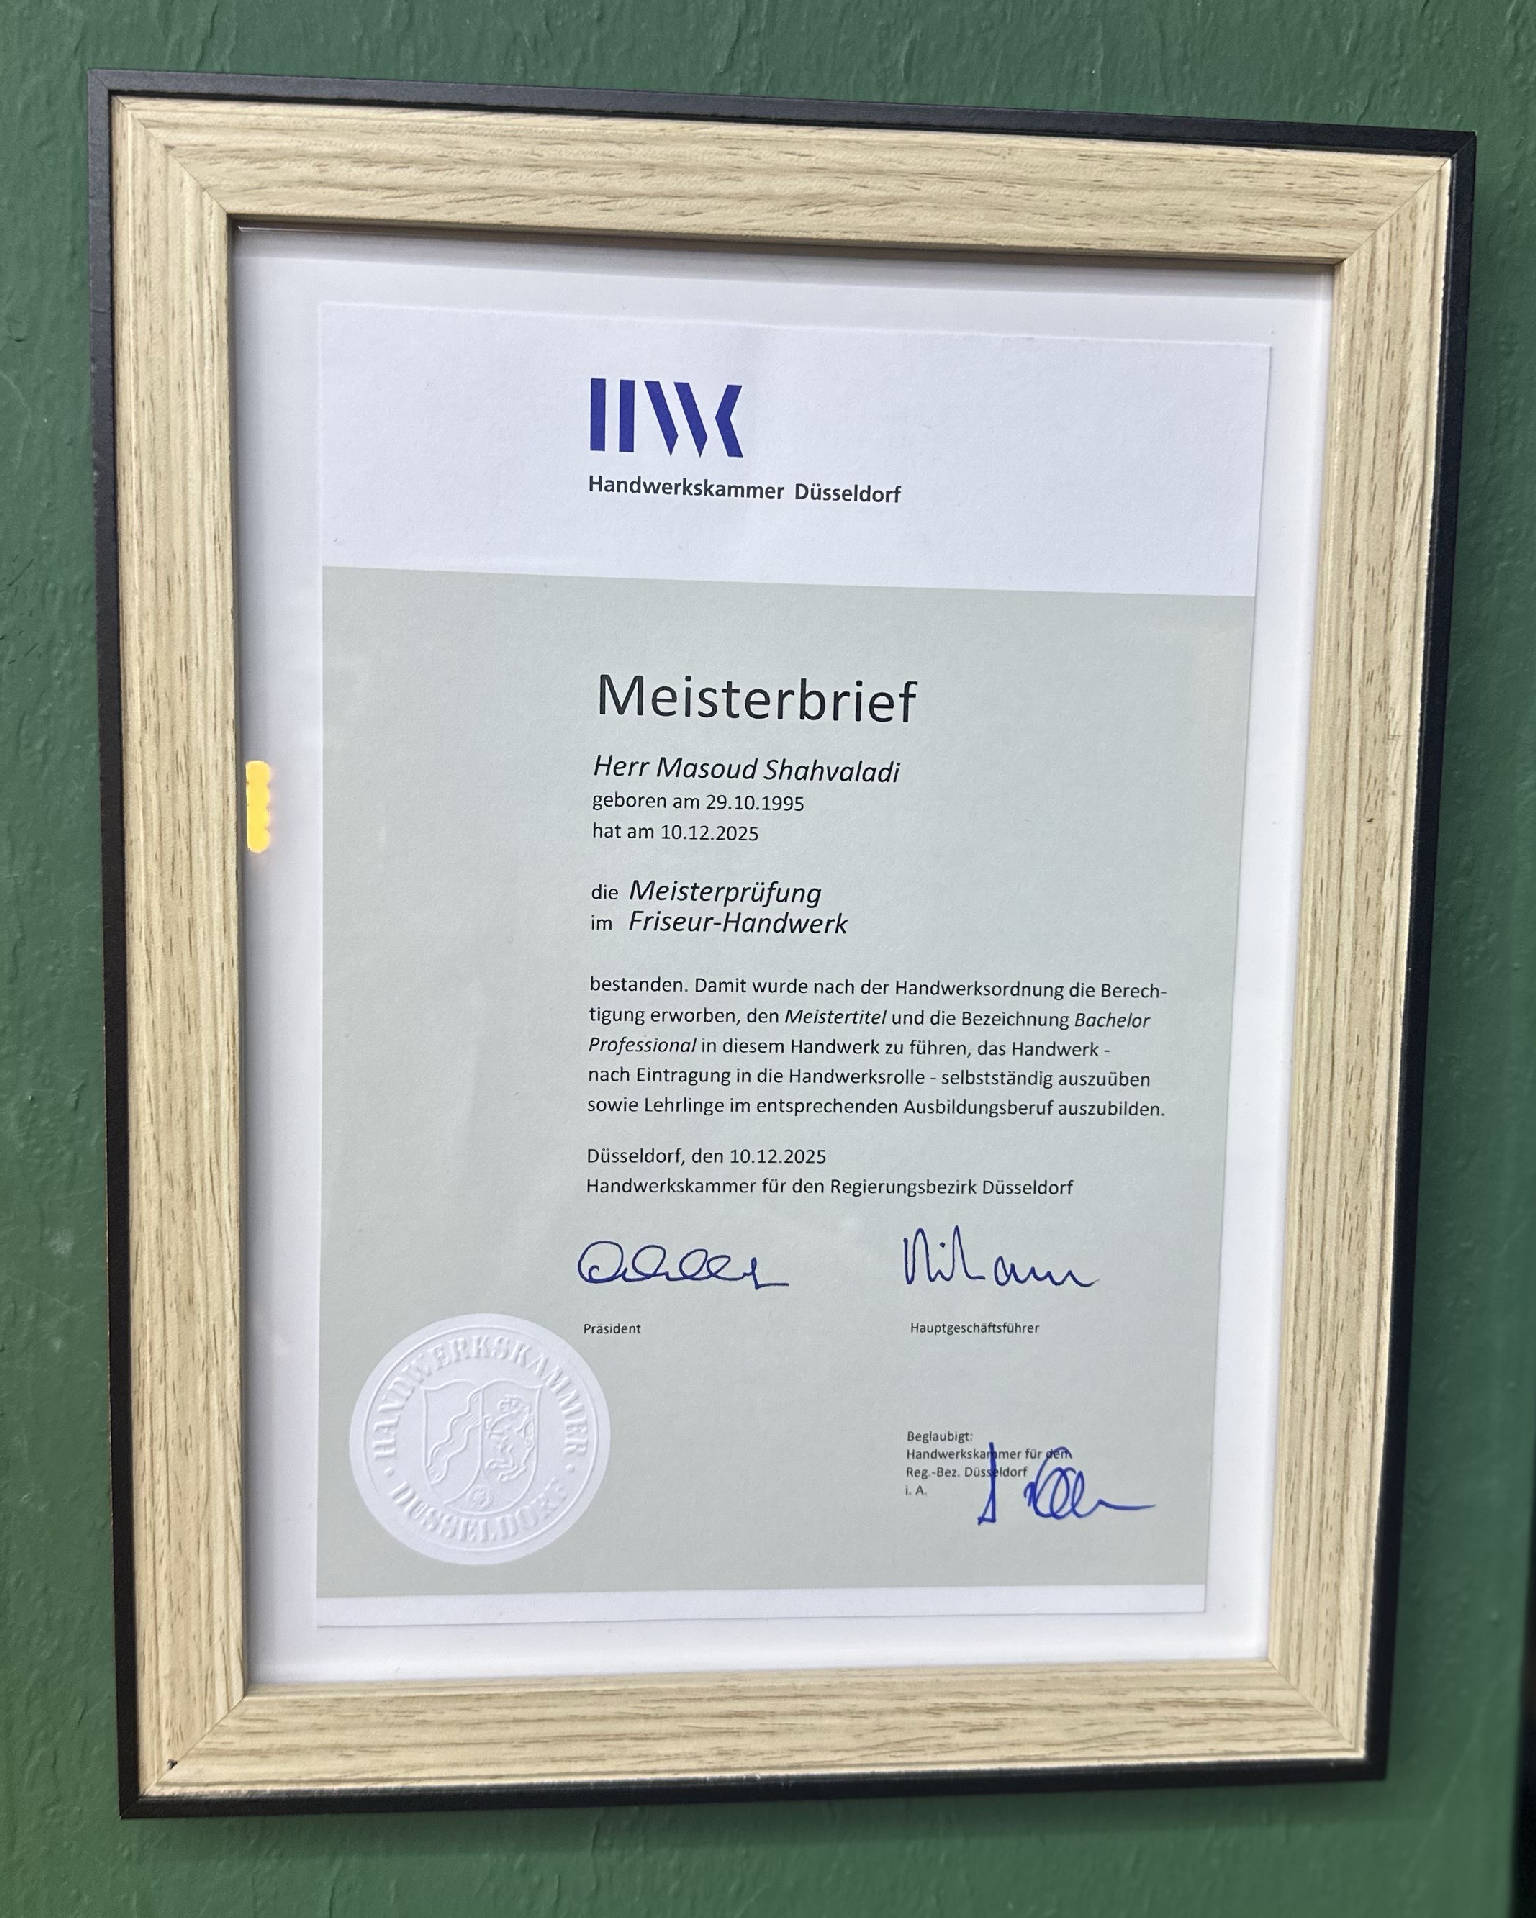 HWK
Handwerkskammer Düsseldorf
Meisterbrief
Herr Masoud Shahvaladi
geboren am 29.10.1995
hat am 10.12.2025
die Meisterprüfung
im Friseur-Handwerk
bestanden. Damit wurde nach der Handwerksordnung die Berech-
tigung erworben, den Meistertitel und die Bezeichnung Bachelor
Professional in diesem Handwerk zu führen, das Handwerk -
nach Eintragung in die Handwerksrolle - selbstständig auszuüben
sowie Lehrlinge im entsprechenden Ausbildungsberuf auszubilden.
Düsseldorf, den 10.12.2025
Handwerkskammer für den Regierungsbezirk Düsseldorf
Präsident
Hauptgeschäftsführer
HANDWERKSKAMMER
DÜSSELDORF
Beglaubigt:
Handwerkskammer für den
Reg.-Bez. Düsseldorf
i. A.